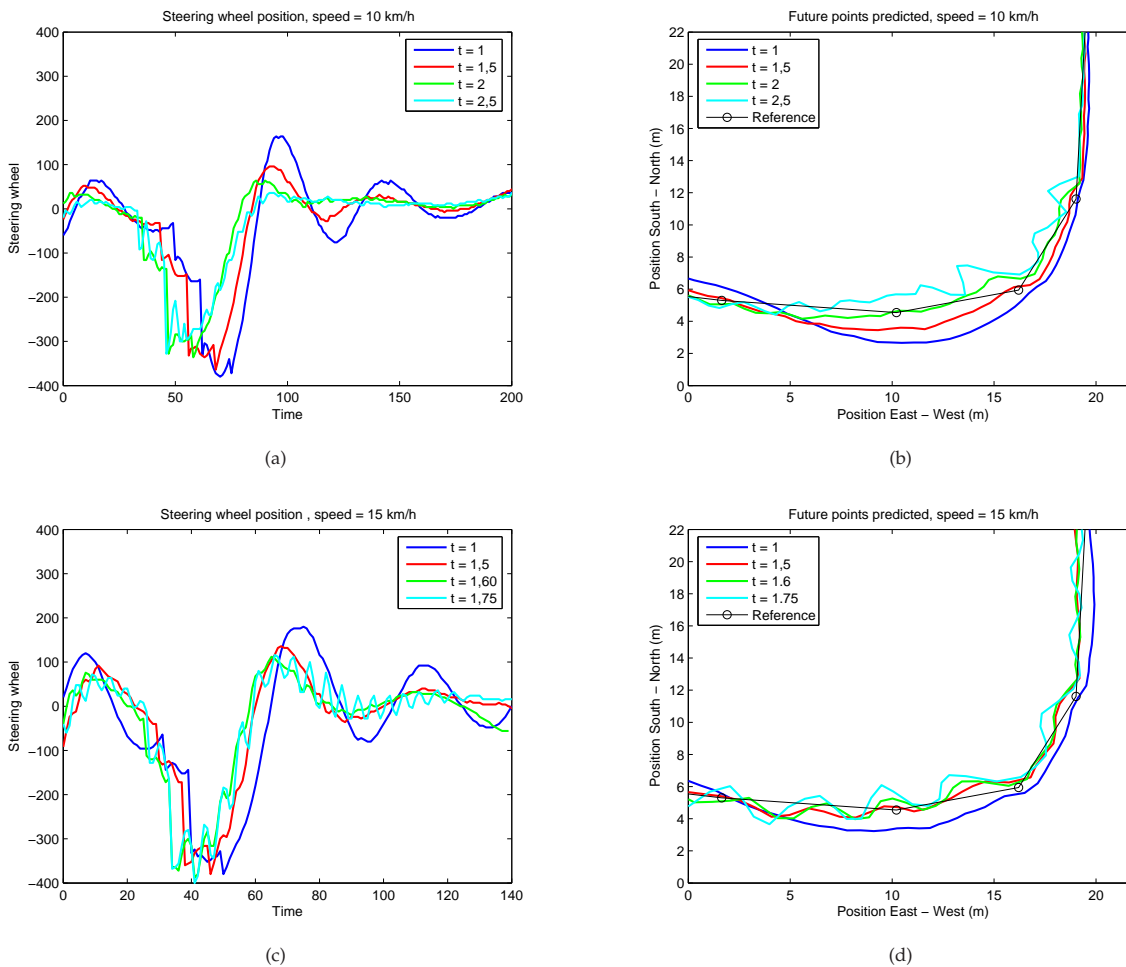 Steering wheel position, speed = 10 km/h
400
300
200
100
0
−100
−200
−300
−400
Steering wheel
0
50
100
150
200
Time
t = 1
t = 1,5
t = 2
t = 2,5
(a)
Future points predicted, speed = 10 km/h
22
20
18
16
14
12
10
8
6
4
2
0
Position South − North (m)
0
5
10
15
20
Position East − West (m)
t = 1
t = 1,5
t = 2
t = 2,5
Reference
(b)
Steering wheel position , speed = 15 km/h
400
300
200
100
0
−100
−200
−300
−400
Steering wheel
0
20
40
60
80
100
120
140
Time
t = 1
t = 1,5
t = 1,60
t = 1,75
(c)
Future points predicted, speed = 15 km/h
22
20
18
16
14
12
10
8
6
4
2
0
Position South − North (m)
0
5
10
15
20
Position East − West (m)
t = 1
t = 1,5
t = 1.6
t = 1.75
Reference
(d)